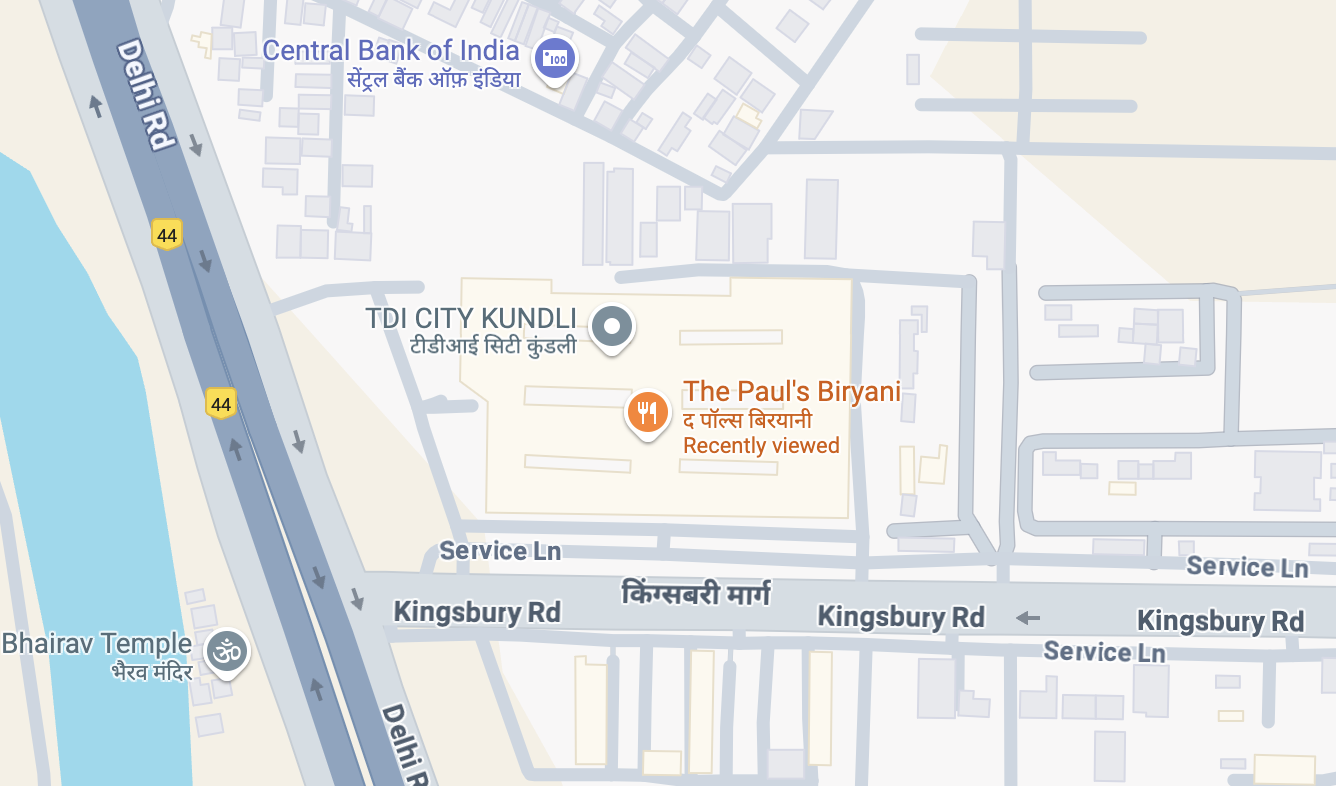 Delhi Rd
Central Bank of India
सेंट्रल बैंक ऑफ़ इंडिया
100
44
TDI CITY KUNDLI
टीडीआई सिटी कुंडली
The Paul's Biryani
द पॉल्स बिरयानी
Recently viewed
44
Service Ln
Service Ln
किंग्सबरी मार्ग
Kingsbury Rd
Kingsbury Rd
Kingsbury Rd
Service Ln
Bhairav Temple
भैरव मंदिर
ॐ
Delhi R